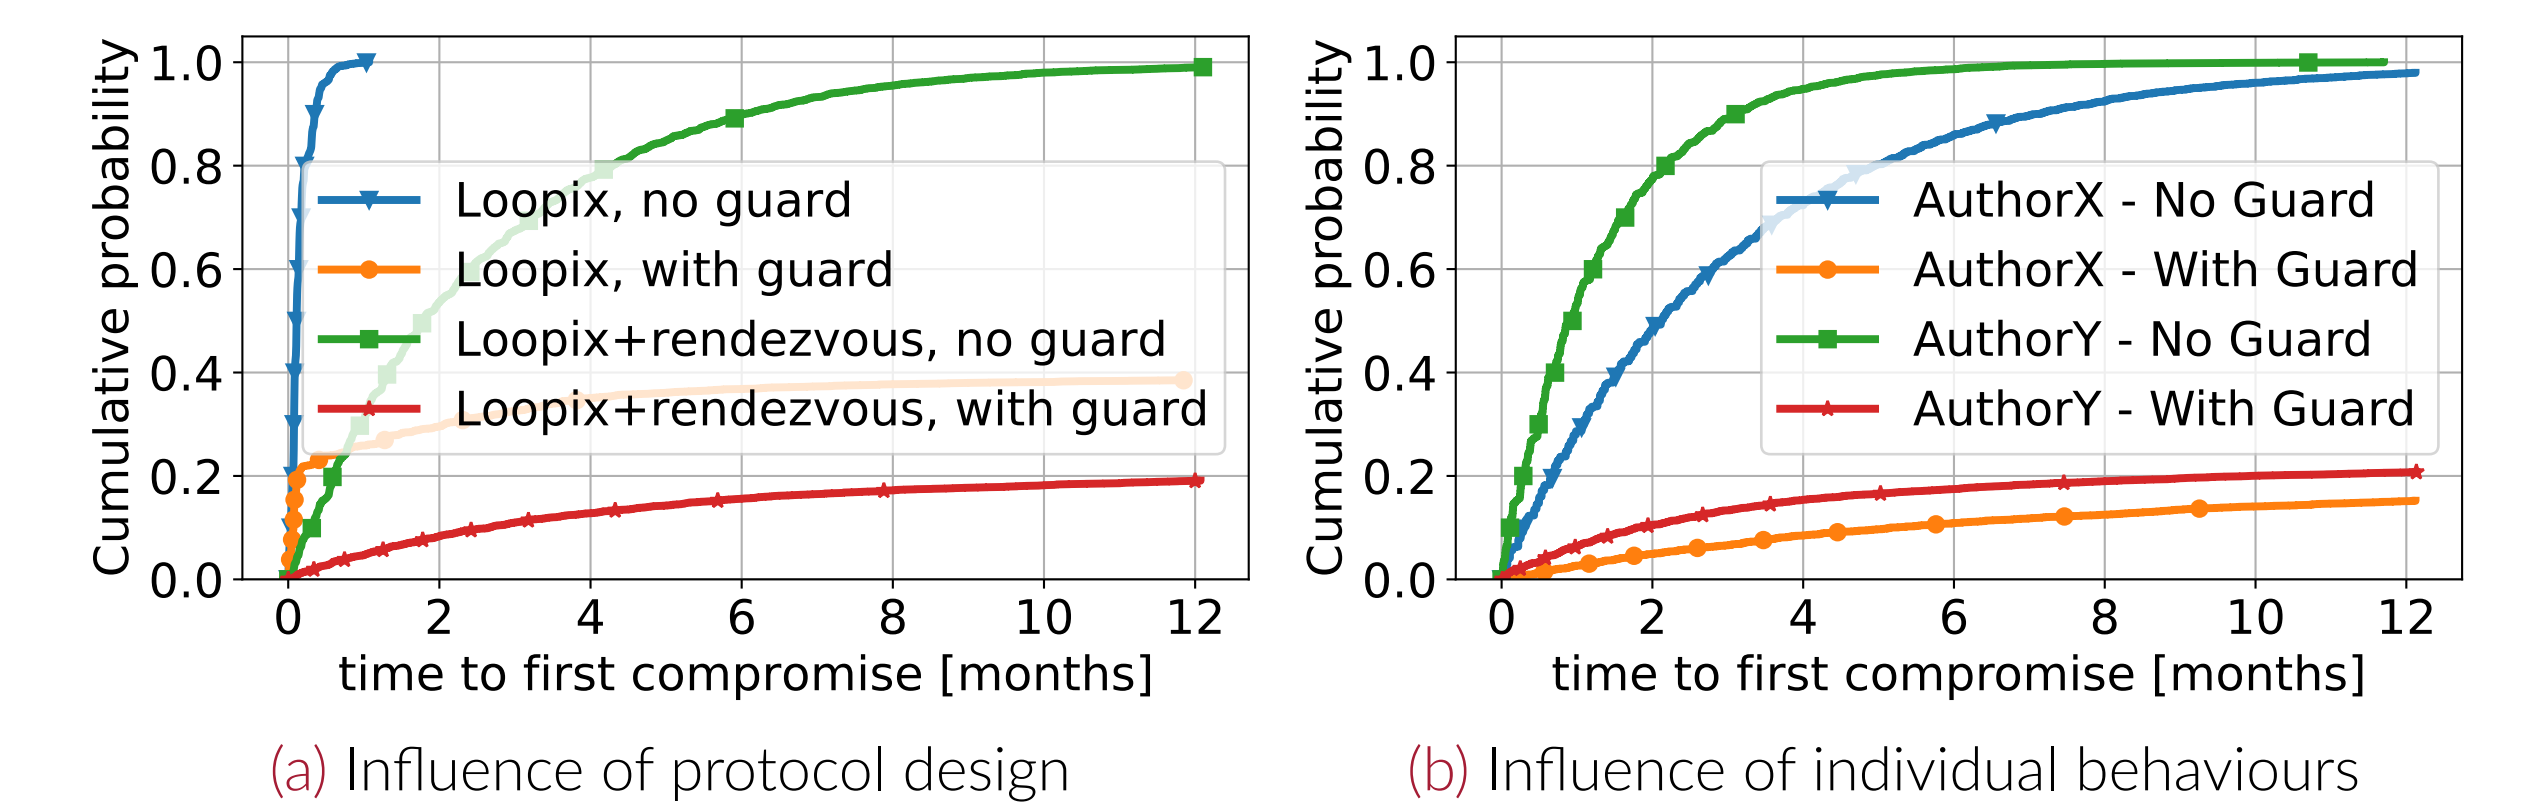 Cumulative probability
1.0
0.8
0.6
0.4
0.2
0.0
Loopix, no guard
Loopix, with guard
Loopix+rendezvous, no guard
Loopix+rendezvous, with guard
0 2 4 6 8 10 12
time to first compromise [months]
(a) Influence of protocol design
Cumulative probability
1.0
0.8
0.6
0.4
0.2
0.0
AuthorX - No Guard
AuthorX - With Guard
AuthorY - No Guard
AuthorY - With Guard
0 2 4 6 8 10 12
time to first compromise [months]
(b) Influence of individual behaviours